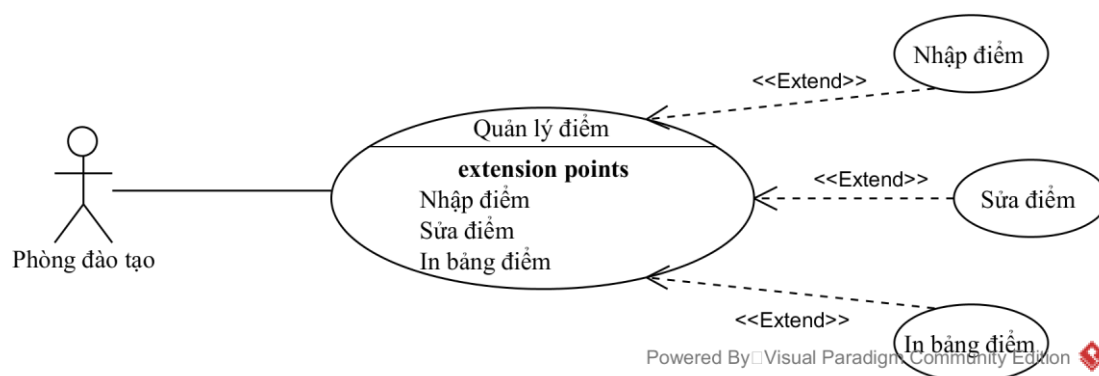 Nhập điểm
<<Extend>>
Quản lý điểm
extension points
Nhập điểm
Sửa điểm
In bảng điểm
<<Extend>>
Sửa điểm
Phòng đào tạo
<<Extend>>
In bảng điểm
Powered By□Visual Paradigm Community Edition